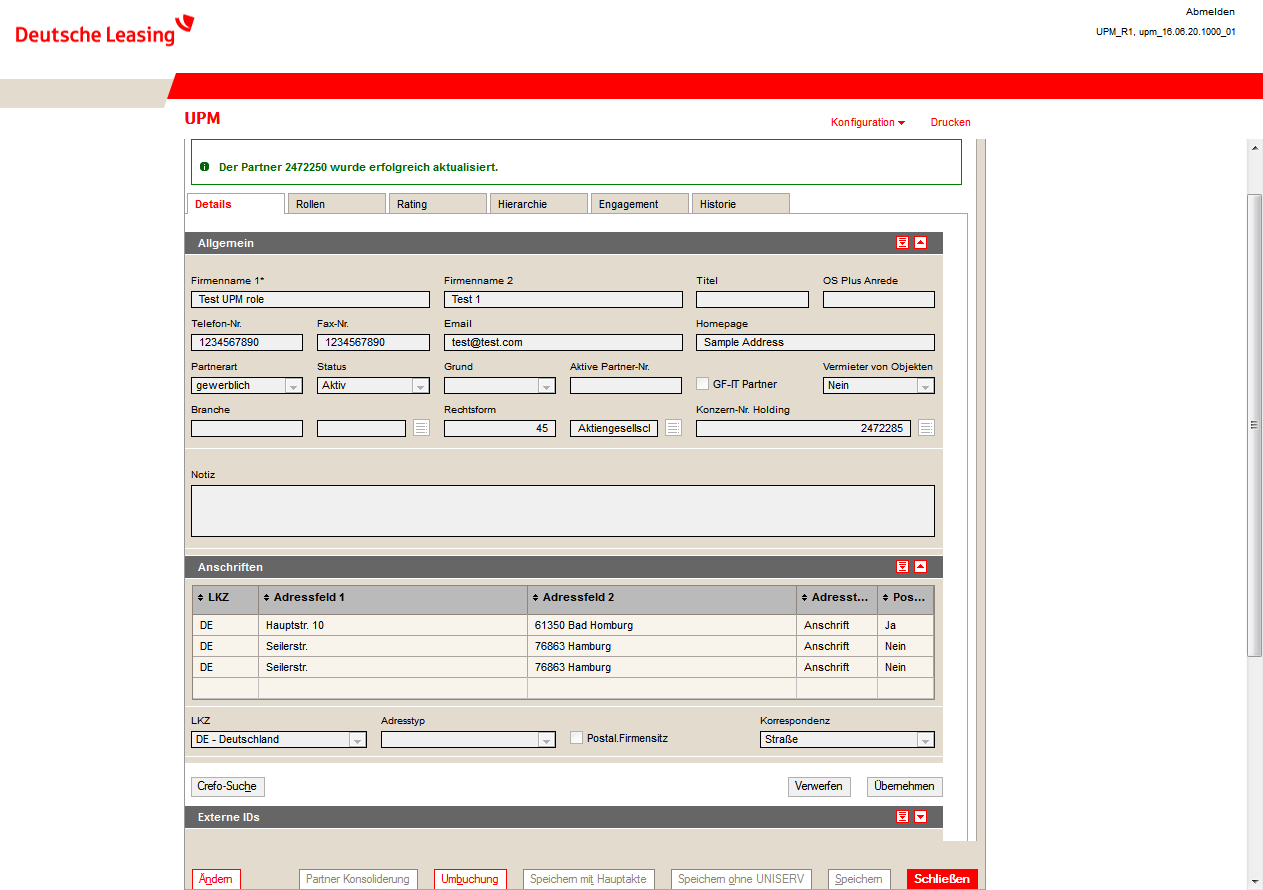 Abmelden
Deutsche Leasing
UPM_R1, upm_16.06.20.1000_01
UPM
Konfiguration Drucken
Der Partner 2472250 wurde erfolgreich aktualisiert.
Details Rollen Rating Hierarchie Engagement Historie
Allgemein
Firmenname 1* Firmenname 2 Titel OS Plus Anrede
Test UPM role Test 1
Telefon-Nr. Fax-Nr. Email Homepage
1234567890 1234567890 test@test.com Sample Address
Partnerart Status Grund Aktive Partner-Nr. Vermieter von Objekten
gewerblich Aktiv GF-IT Partner Nein
Branche Rechtsform Konzern-Nr. Holding
45 Aktiengesellscl 2472285
Notiz
Anschriften
LKZ Adressfeld 1 Adressfeld 2 Adresst... Pos...
DE Hauptstr. 10 61350 Bad Homburg Anschrift Ja
DE Seilerstr. 76863 Hamburg Anschrift Nein
DE Seilerstr. 76863 Hamburg Anschrift Nein
LKZ Adresstyp Korrespondenz
DE - Deutschland Postal.Firmensitz Straße
Crefo-Suche Verwerfen Übernehmen
Externe IDs
Ändern Partner Konsolidierung Umbuchung Speichern mit Hauptakte Speichern ohne UNISERV Speichern Schließen